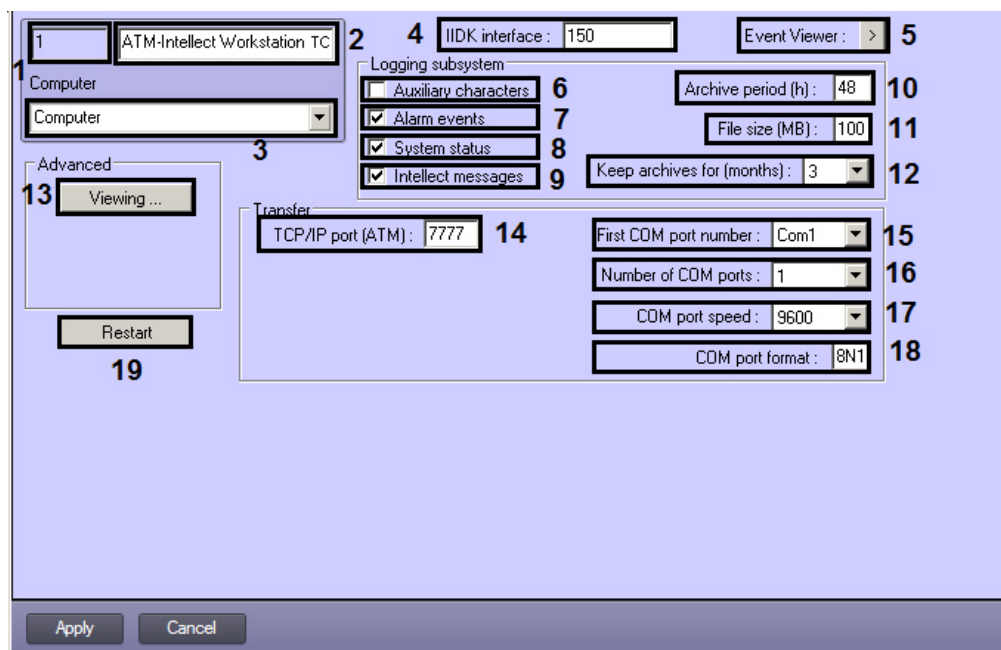 1 ATM-Intellect Workstation TC 2 4 IIDK interface : 150 Event Viewer : > 5
1
Computer
Computer
3
Logging subsystem
Auxiliary characters 6 Archive period (h) : 48 10
Alarm events 7 File size (MB) : 100 11
System status 8
Intellect messages 9 Keep archives for (months) : 3 12
Advanced
13 Viewing ...
Transfer
TCP/IP port (ATM) : 7777 14 First COM port number : Com1 15
Number of COM ports : 1 16
COM port speed : 9600 17
COM port format : 8N1 18
Restart
19
Apply Cancel